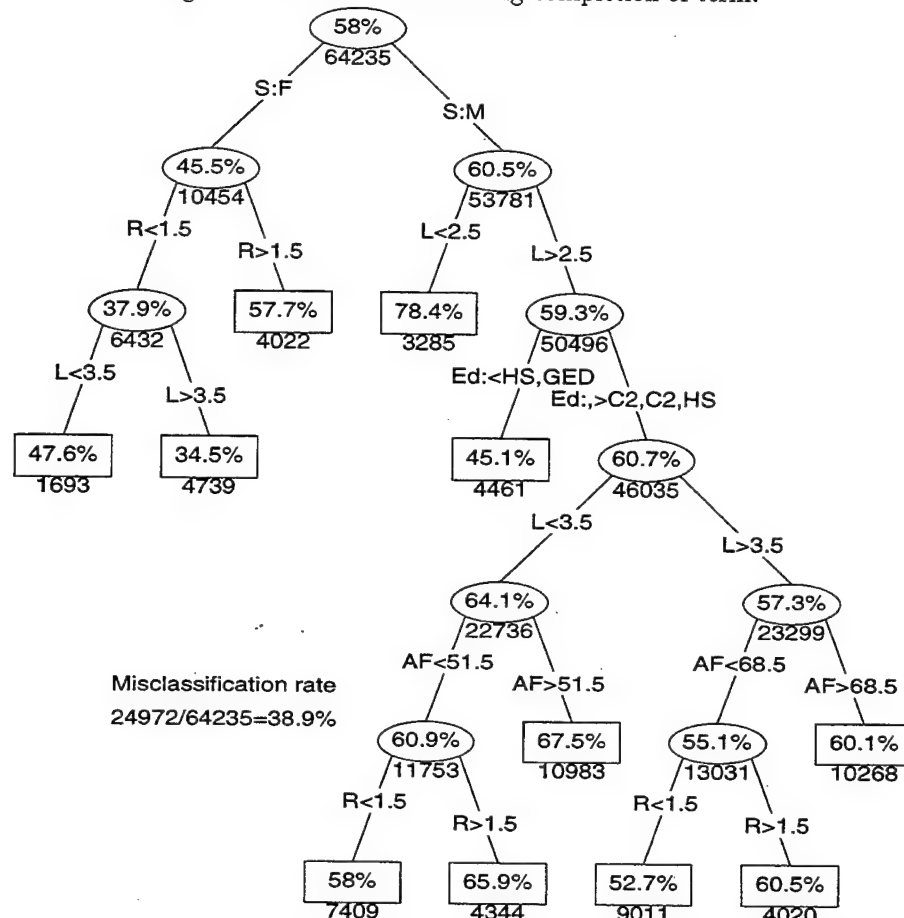 completion of term.
58%
64235
S:F
S:M
45.5%
10454
60.5%
53781
R<1.5
R>1.5
L<2.5
L>2.5
37.9%
6432
57.7%
4022
78.4%
3285
59.3%
50496
L<3.5
L>3.5
Ed:<HS,GED
Ed:,>C2,C2,HS
47.6%
1693
34.5%
4739
45.1%
4461
60.7%
46035
L<3.5
L>3.5
64.1%
22736
57.3%
23299
AF<51.5
AF>51.5
AF<68.5
AF>68.5
Misclassification rate
24972/64235=38.9%
60.9%
11753
67.5%
10983
55.1%
13031
60.1%
10268
R<1.5
R>1.5
R<1.5
R>1.5
58%
7409
65.9%
4344
52.7%
9011
60.5%
4020